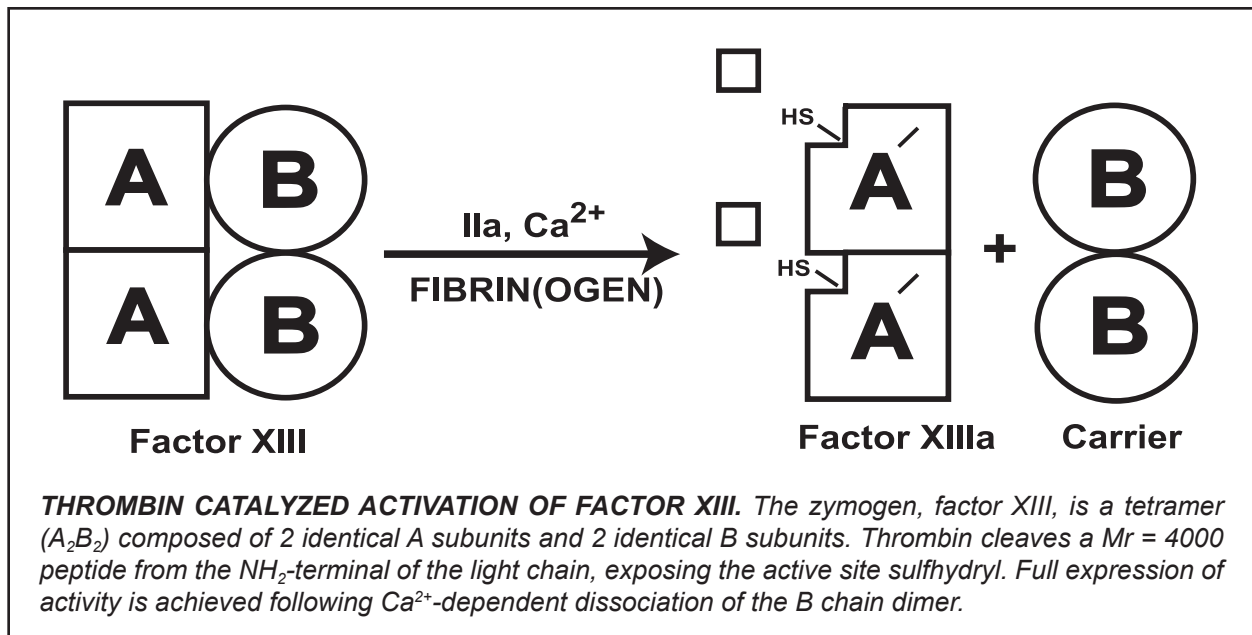 A B
A B
IIa, Ca²⁺
FIBRIN(OGEN)
HS
A′
HS
A′
+
B
B
Factor XIII
Factor XIIIa
Carrier
THROMBIN CATALYZED ACTIVATION OF FACTOR XIII. The zymogen, factor XIII, is a tetramer
(A₂B₂) composed of 2 identical A subunits and 2 identical B subunits. Thrombin cleaves a Mr = 4000
peptide from the NH₂-terminal of the light chain, exposing the active site sulfhydryl. Full expression of
activity is achieved following Ca²⁺-dependent dissociation of the B chain dimer.